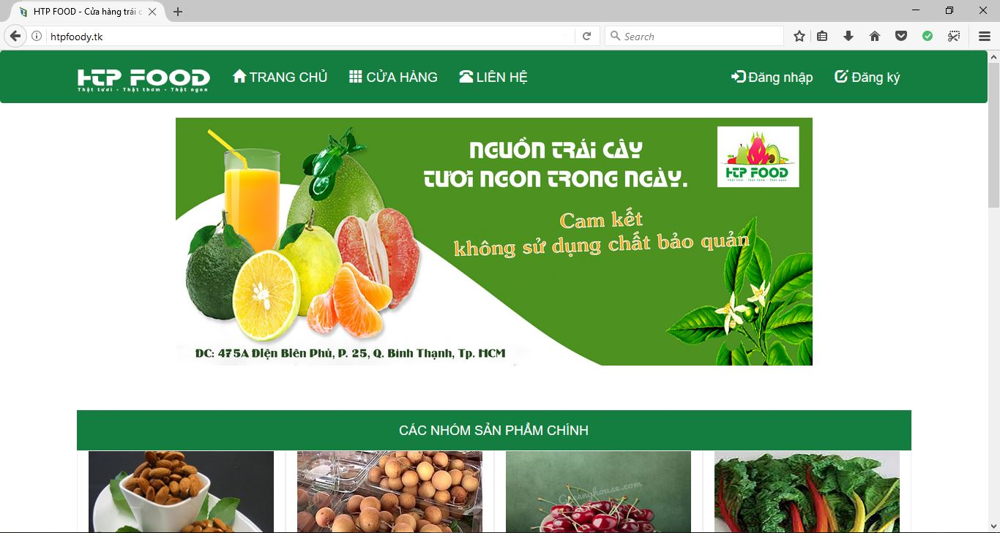 HTP FOOD - Cửa hàng trái c
htpfoody.tk
Search
HTP FOOD
Thật tươi - Thật thơm - Thật ngon
TRANG CHỦ
CỬA HÀNG
LIÊN HỆ
Đăng nhập
Đăng ký
NGUỒN TRÁI CÂY
TƯƠI NGON TRONG NGÀY.
HTP FOOD
Thật tươi - Thật thơm - Thật ngon
Cam kết
không sử dụng chất bảo quản
ĐC: 475A Điện Biên Phủ, P. 25, Q. Bình Thạnh, Tp. HCM
CÁC NHÓM SẢN PHẨM CHÍNH
Greenyhouse.com